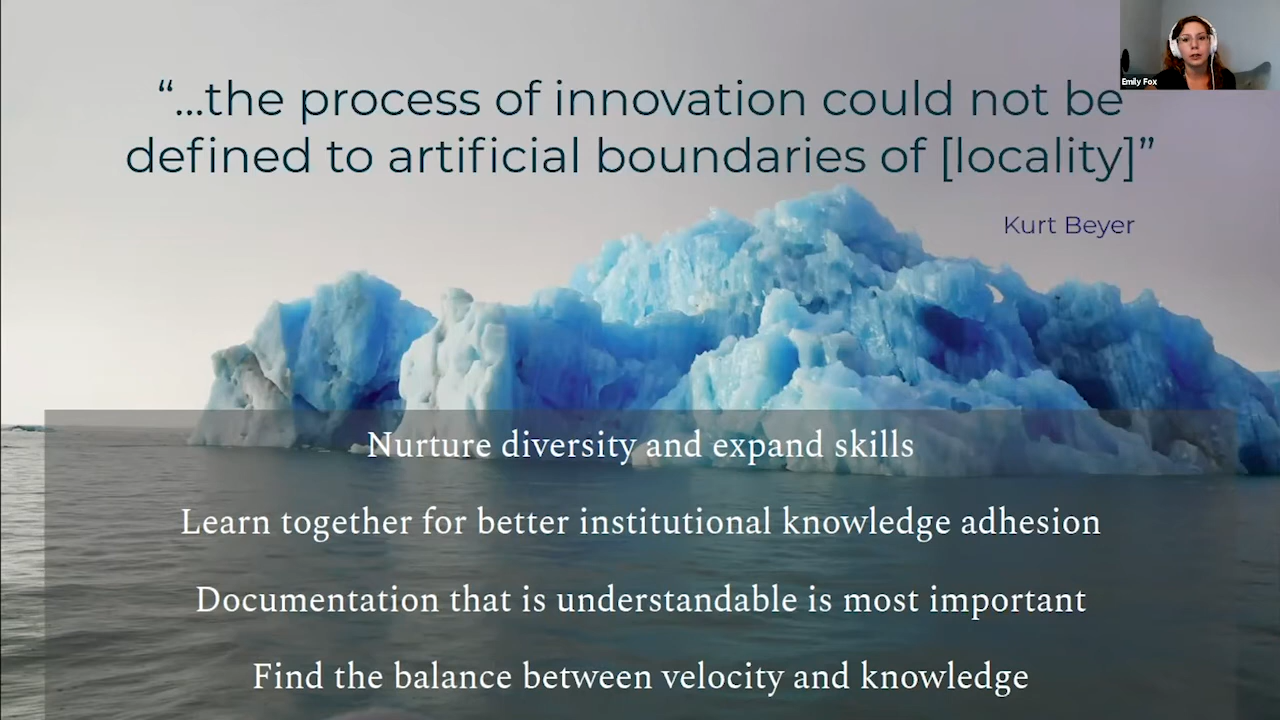 “...the process of innovation could not be
defined to artificial boundaries of [locality]”
Kurt Beyer
Emily Fox
Nurture diversity and expand skills
Learn together for better institutional knowledge adhesion
Documentation that is understandable is most important
Find the balance between velocity and knowledge